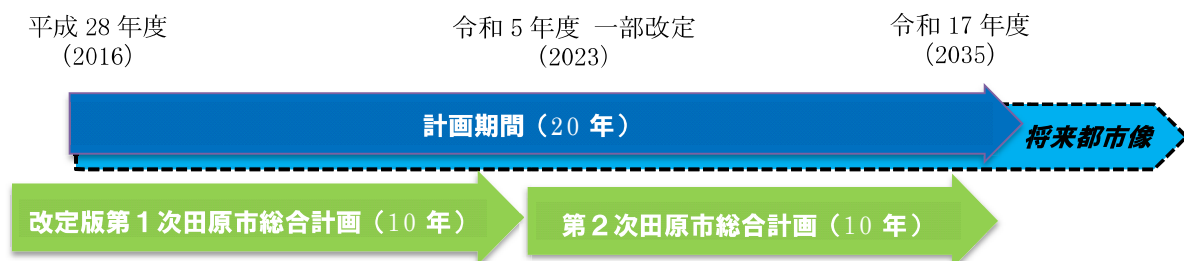 平成 28 年度
(2016)
令和 5 年度 一部改定
(2023)
令和 17 年度
(2035)
計画期間（20 年）
将来都市像
改定版第１次田原市総合計画（10 年）
第２次田原市総合計画（10 年）